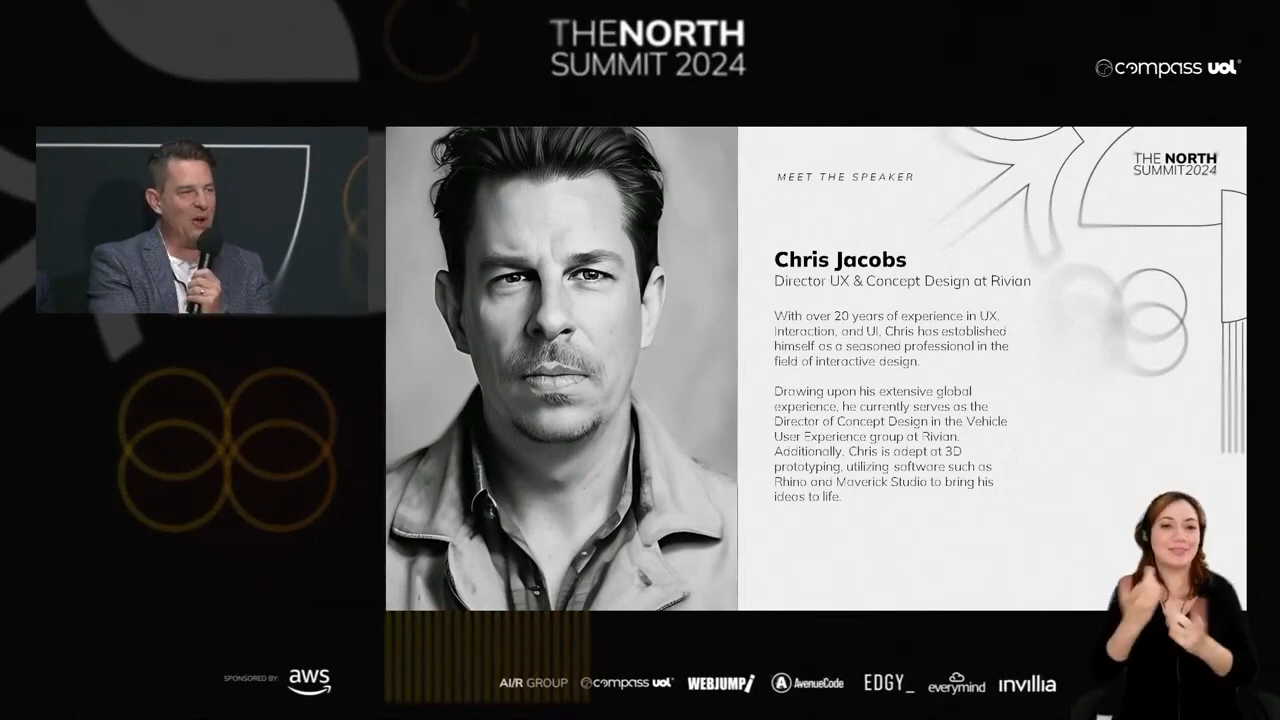 THE NORTH
SUMMIT 2024
compass uol
MEET THE SPEAKER
THE NORTH
SUMMIT 2024
Chris Jacobs
Director UX & Concept Design at Rivian
With over 20 years of experience in UX,
Interaction, and UI, Chris has established
himself as a seasoned professional in the
field of interactive design.
Drawing upon his extensive global
experience, he currently serves as the
Director of Concept Design in the Vehicle
User Experience group at Rivian.
Additionally, Chris is adept at 3D
prototyping, utilizing software such as
Rhino and Maverick Studio to bring his
ideas to life.
SPONSORED BY: aws
AI/R GROUP compass uol WEBJUMP! AvenueCode EDGY_ everymind invillia